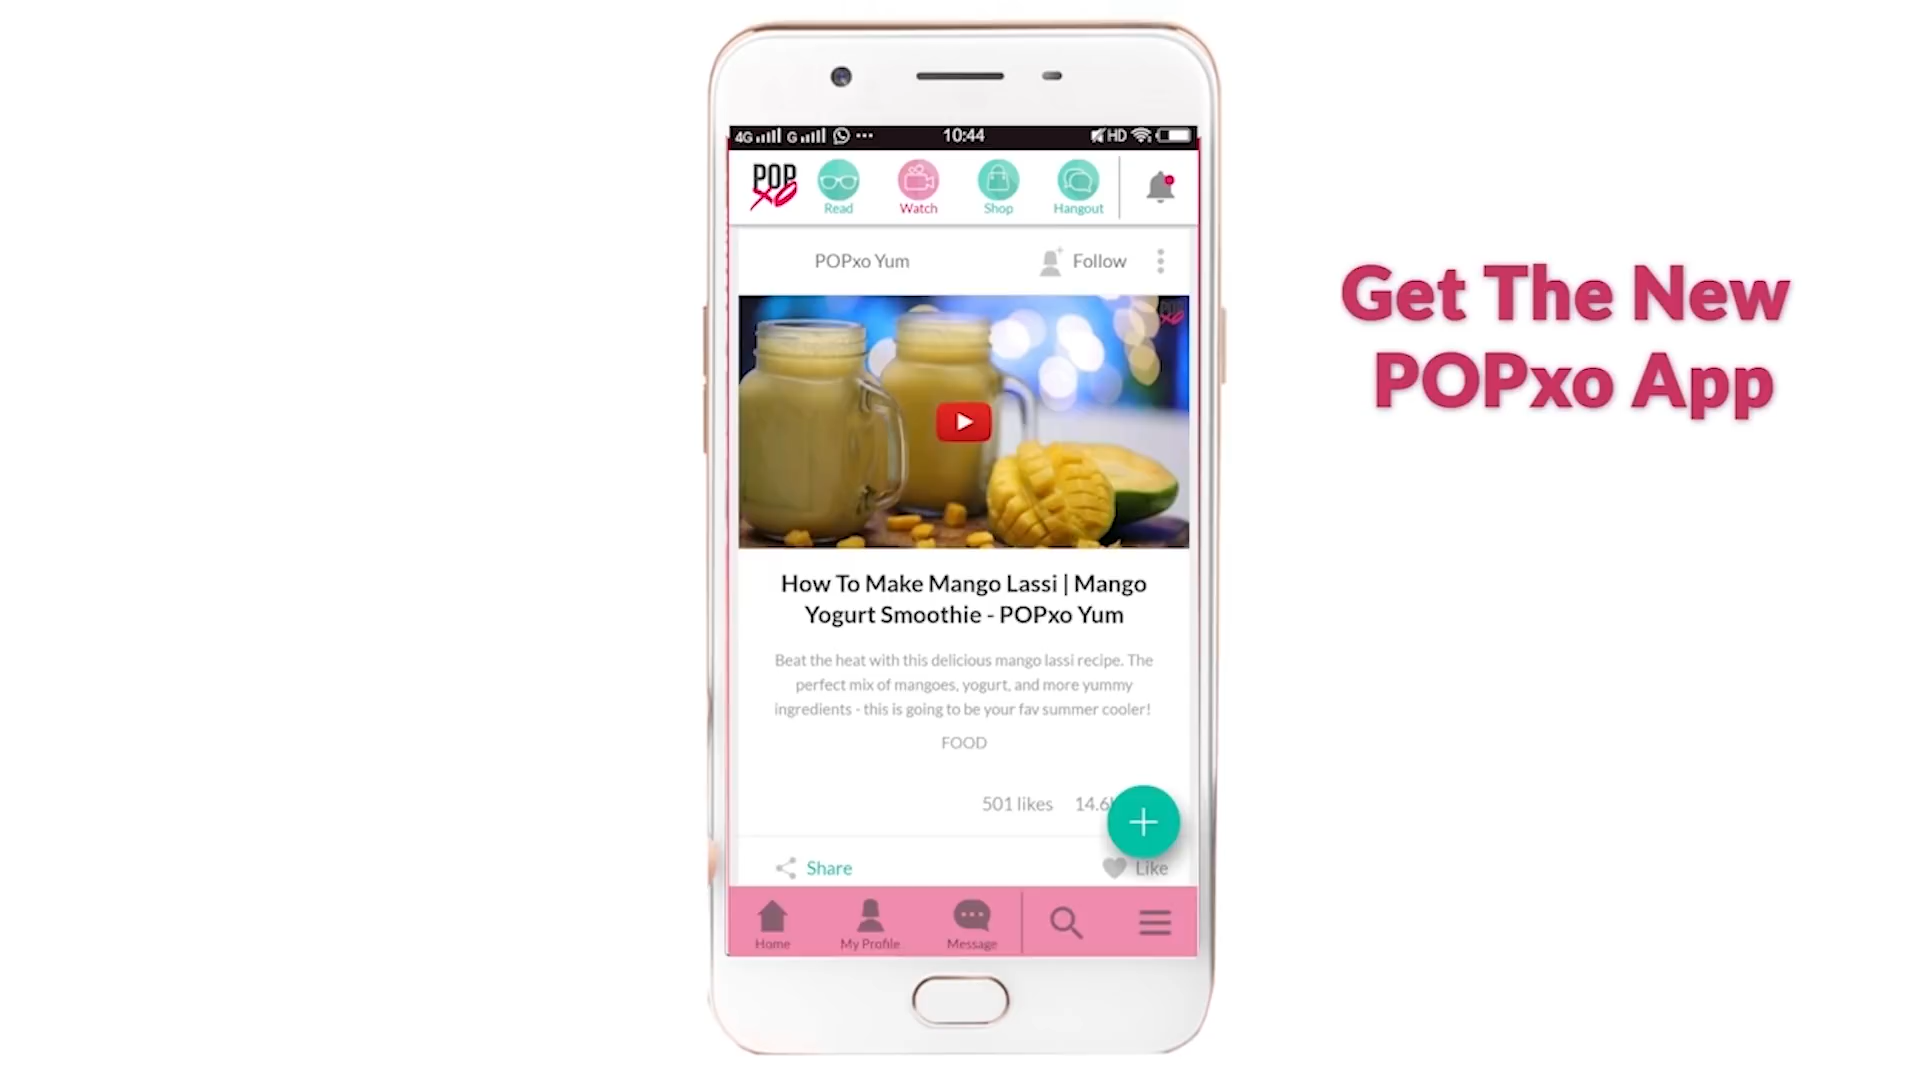 4G G 10:44 HD
POP
xo
Read Watch Shop Hangout
POPxo Yum Follow
How To Make Mango Lassi | Mango
Yogurt Smoothie - POPxo Yum
Beat the heat with this delicious mango lassi recipe. The
perfect mix of mangoes, yogurt, and more yummy
ingredients - this is going to be your fav summer cooler!
FOOD
501 likes 14.6
Share Like
Home My Profile Message
Get The New
POPxo App